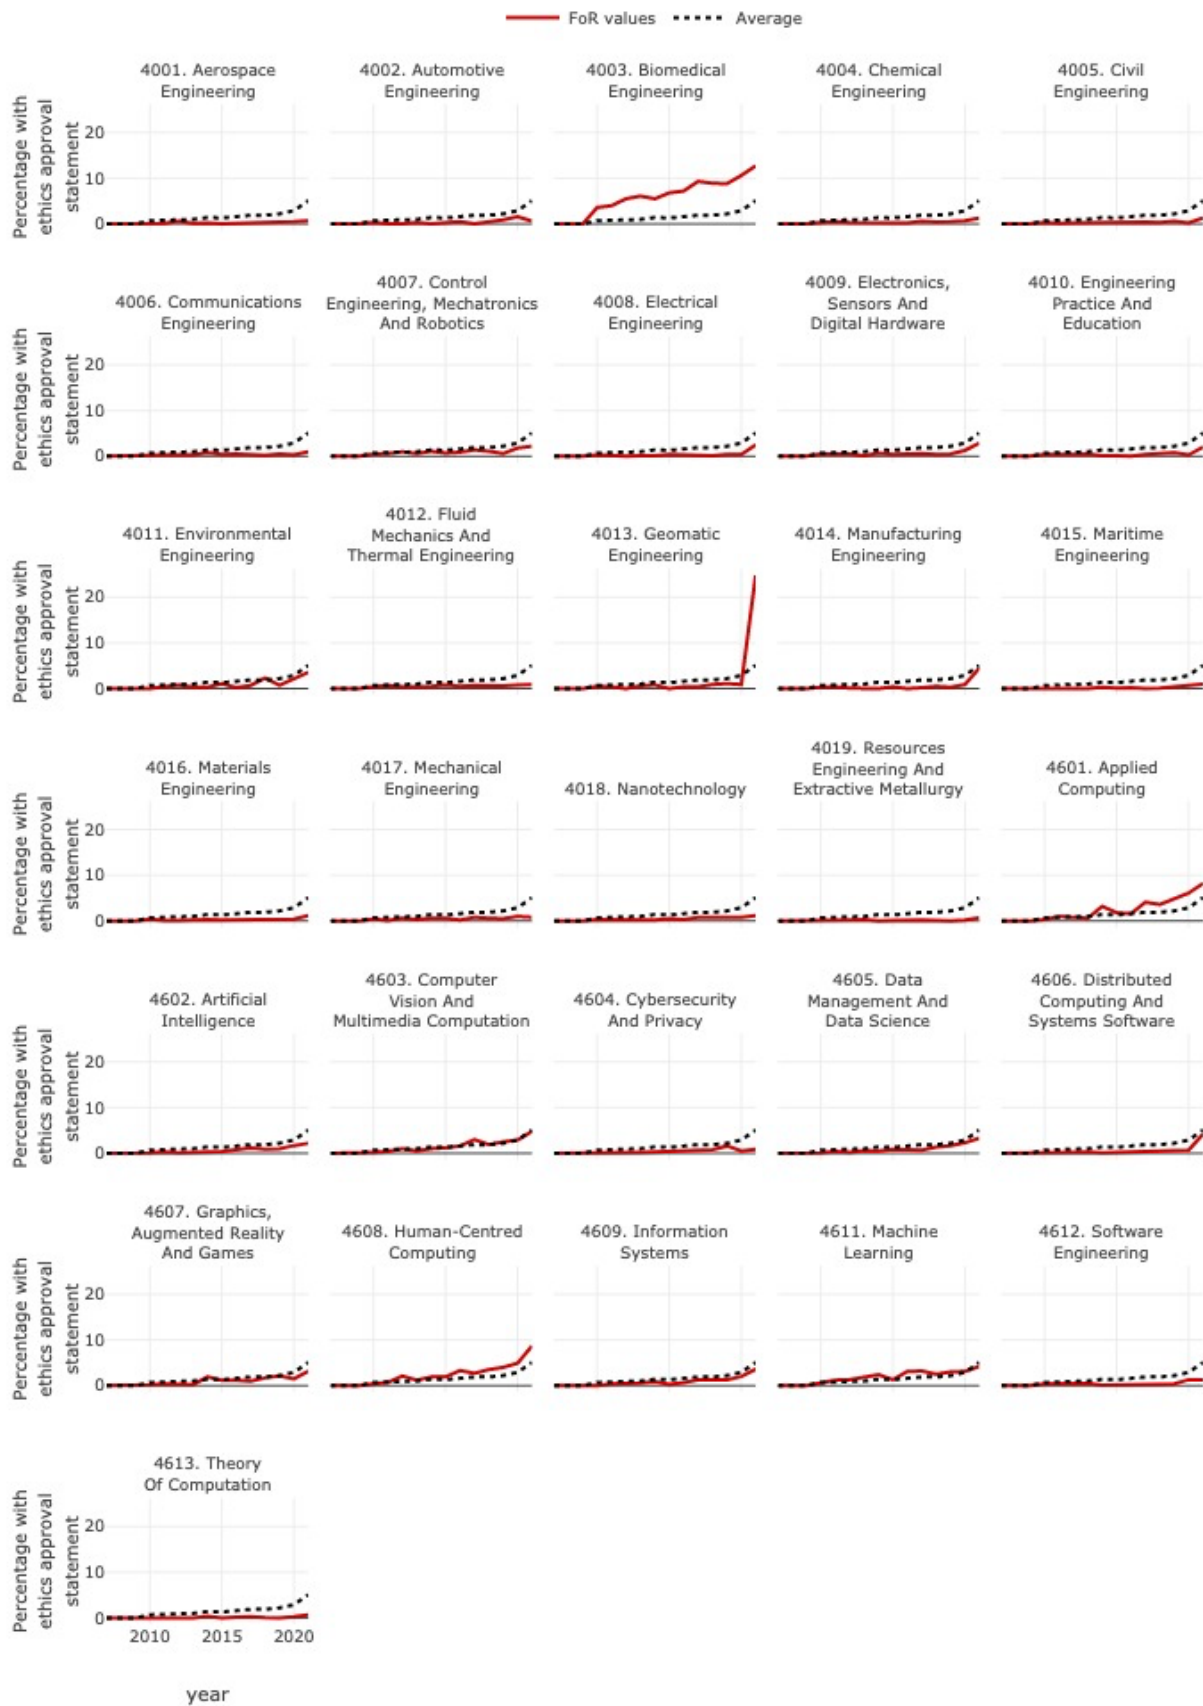 FoR values Average
4001. Aerospace
Engineering
4002. Automotive
Engineering
4003. Biomedical
Engineering
4004. Chemical
Engineering
4005. Civil
Engineering
Percentage with
ethics approval
statement
20
10
0
4006. Communications
Engineering
4007. Control
Engineering, Mechatronics
And Robotics
4008. Electrical
Engineering
4009. Electronics,
Sensors And
Digital Hardware
4010. Engineering
Practice And
Education
Percentage with
ethics approval
statement
20
10
0
4011. Environmental
Engineering
4012. Fluid
Mechanics And
Thermal Engineering
4013. Geomatic
Engineering
4014. Manufacturing
Engineering
4015. Maritime
Engineering
Percentage with
ethics approval
statement
20
10
0
4016. Materials
Engineering
4017. Mechanical
Engineering
4018. Nanotechnology
4019. Resources
Engineering And
Extractive Metallurgy
4601. Applied
Computing
Percentage with
ethics approval
statement
20
10
0
4602. Artificial
Intelligence
4603. Computer
Vision And
Multimedia Computation
4604. Cybersecurity
And Privacy
4605. Data
Management And
Data Science
4606. Distributed
Computing And
Systems Software
Percentage with
ethics approval
statement
20
10
0
4607. Graphics,
Augmented Reality
And Games
4608. Human-Centred
Computing
4609. Information
Systems
4611. Machine
Learning
4612. Software
Engineering
Percentage with
ethics approval
statement
20
10
0
4613. Theory
Of Computation
Percentage with
ethics approval
statement
20
10
0
2010 2015 2020
year